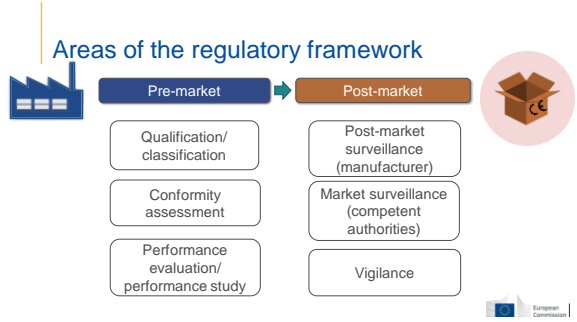 Areas of the regulatory framework
Pre-market
Post-market
Qualification/
classification
Conformity
assessment
Performance
evaluation/
performance study
Post-market
surveillance
(manufacturer)
Market surveillance
(competent
authorities)
Vigilance
CE
European
Commission